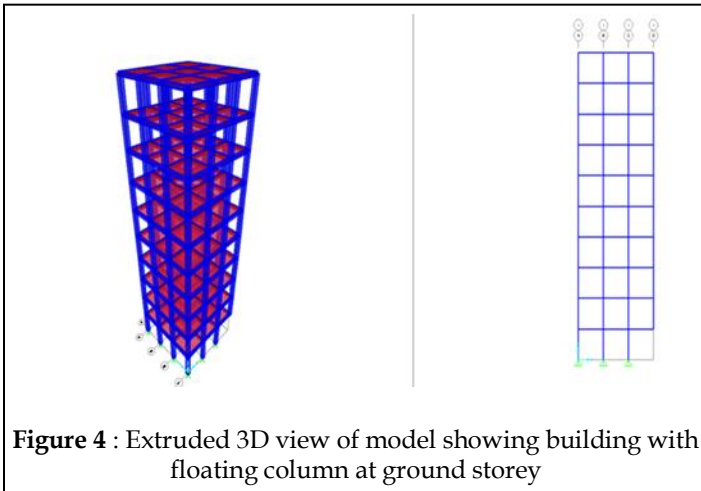 Figure 4 : Extruded 3D view of model showing building with
floating column at ground storey